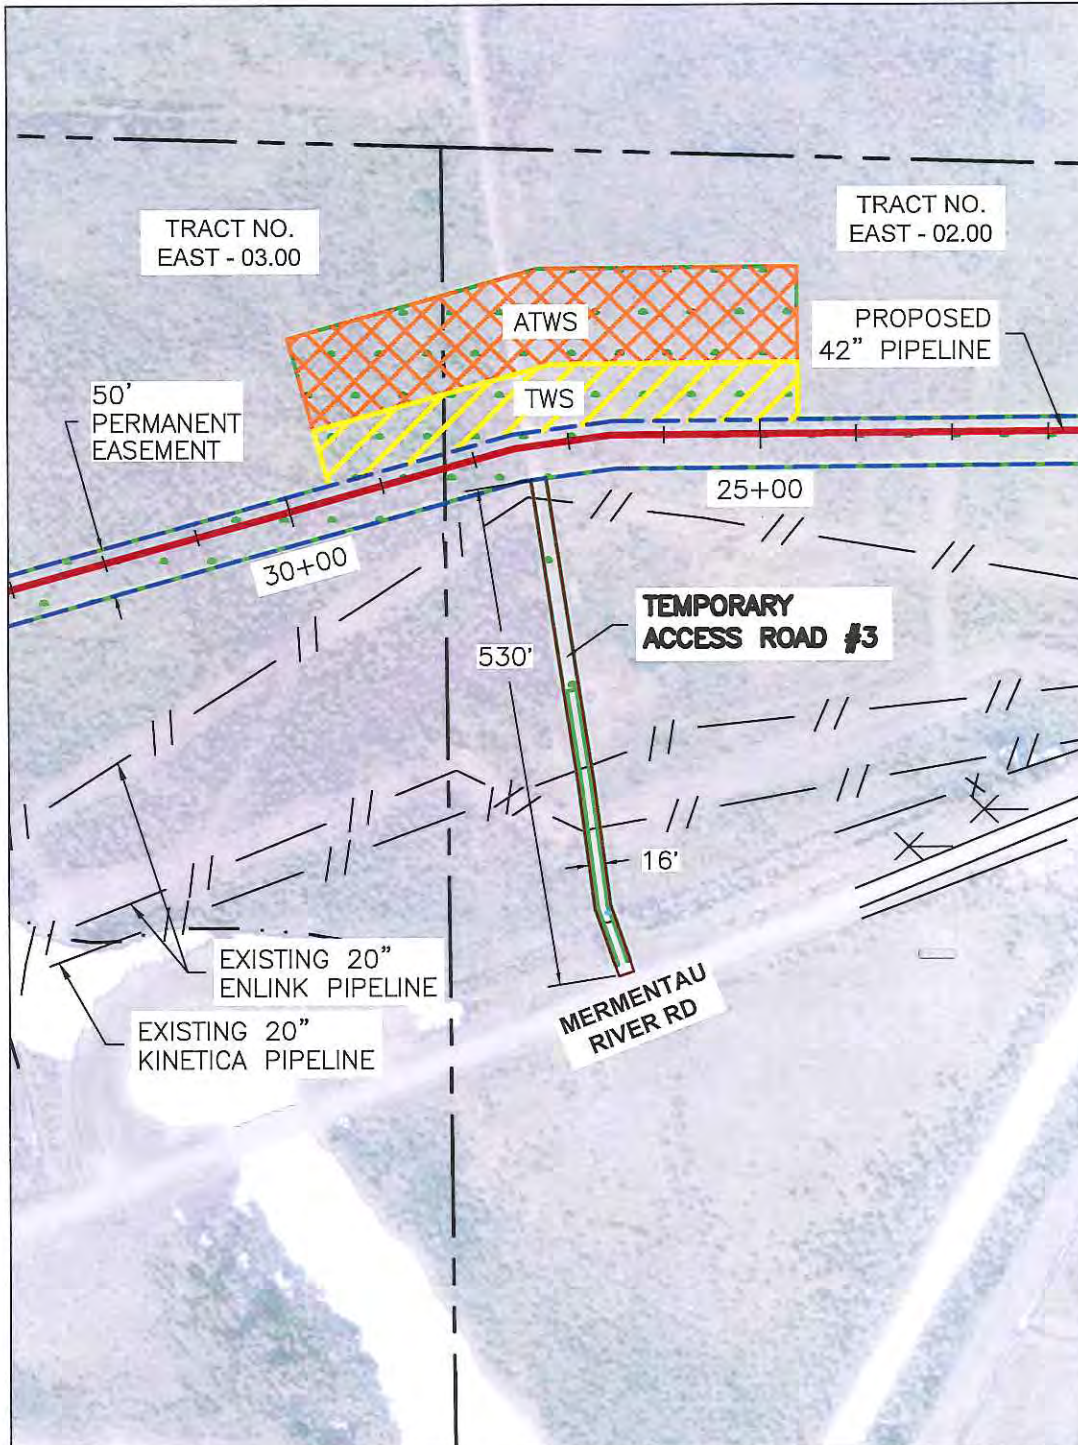 TRACT NO.
EAST - 03.00
TRACT NO.
EAST - 02.00
ATWS
PROPOSED
42" PIPELINE
50'
PERMANENT
EASEMENT
TWS
25+00
30+00
TEMPORARY
ACCESS ROAD #3
530'
16'
EXISTING 20"
ENLINK PIPELINE
MERMENTAU
RIVER RD
EXISTING 20"
KINETICA PIPELINE